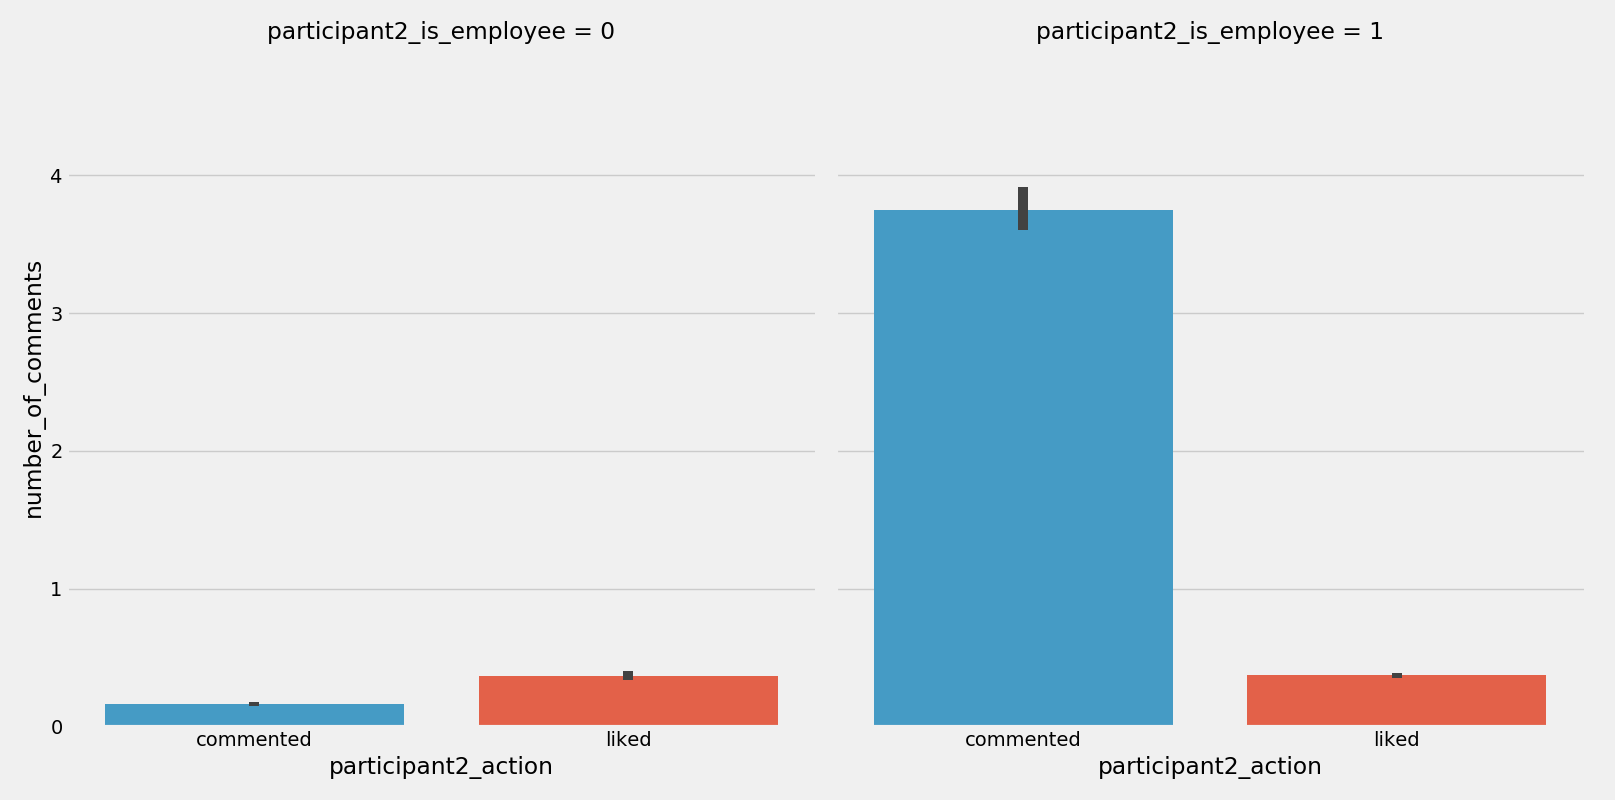 participant2_is_employee = 0
participant2_is_employee = 1
number_of_comments
4
3
2
1
0
commented
liked
commented
liked
participant2_action
participant2_action